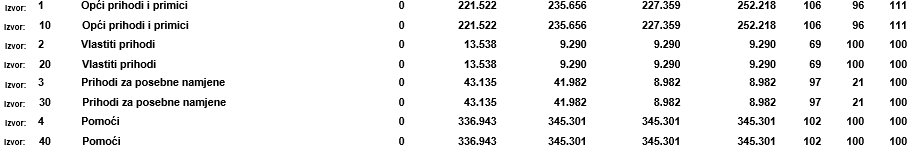 Izvor: 1 Opći prihodi i primici 0 221.522 235.656 227.359 252.218 106 96 111
Izvor: 10 Opći prihodi i primici 0 221.522 235.656 227.359 252.218 106 96 111
Izvor: 2 Vlastiti prihodi 0 13.538 9.290 9.290 9.290 69 100 100
Izvor: 20 Vlastiti prihodi 0 13.538 9.290 9.290 9.290 69 100 100
Izvor: 3 Prihodi za posebne namjene 0 43.135 41.982 8.982 8.982 97 21 100
Izvor: 30 Prihodi za posebne namjene 0 43.135 41.982 8.982 8.982 97 21 100
Izvor: 4 Pomoći 0 336.943 345.301 345.301 345.301 102 100 100
Izvor: 40 Pomoći 0 336.943 345.301 345.301 345.301 102 100 100